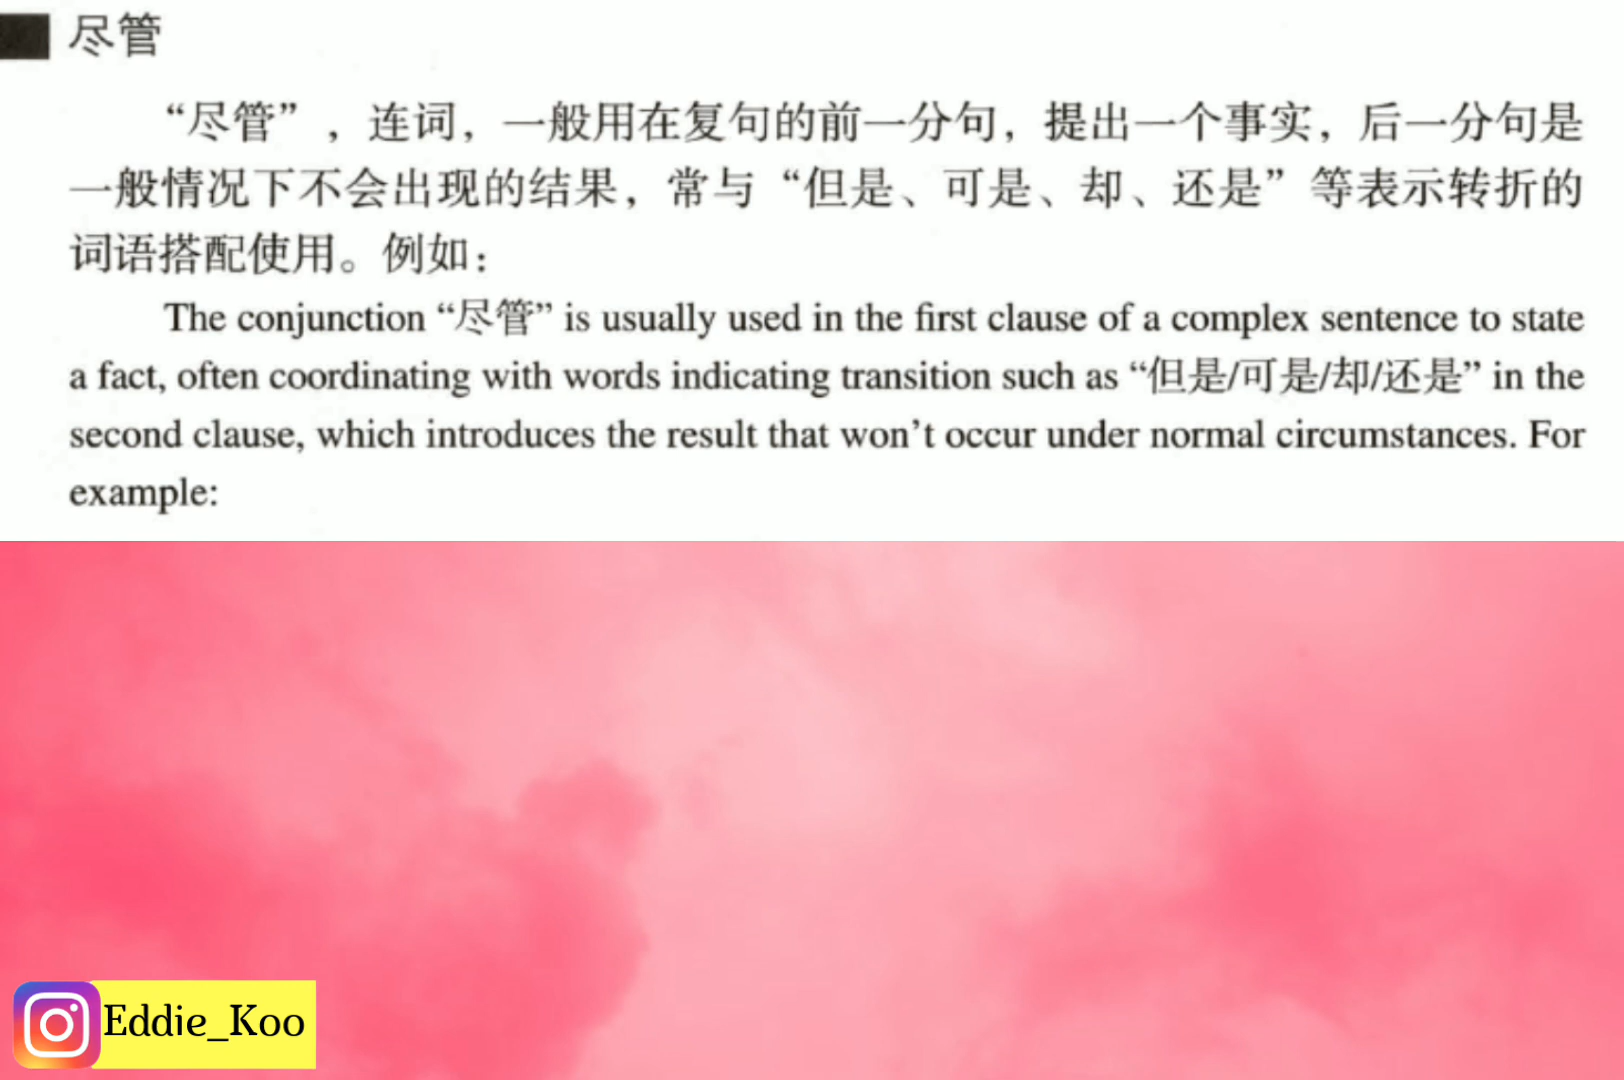 尽管
“尽管”，连词，一般用在复句的前一分句，提出一个事实，后一分句是
一般情况下不会出现的结果，常与“但是、可是、却、还是”等表示转折的
词语搭配使用。例如：
The conjunction “尽管” is usually used in the first clause of a complex sentence to state
a fact, often coordinating with words indicating transition such as “但是/可是/却/还是” in the
second clause, which introduces the result that won’t occur under normal circumstances. For
example:
Eddie_Koo